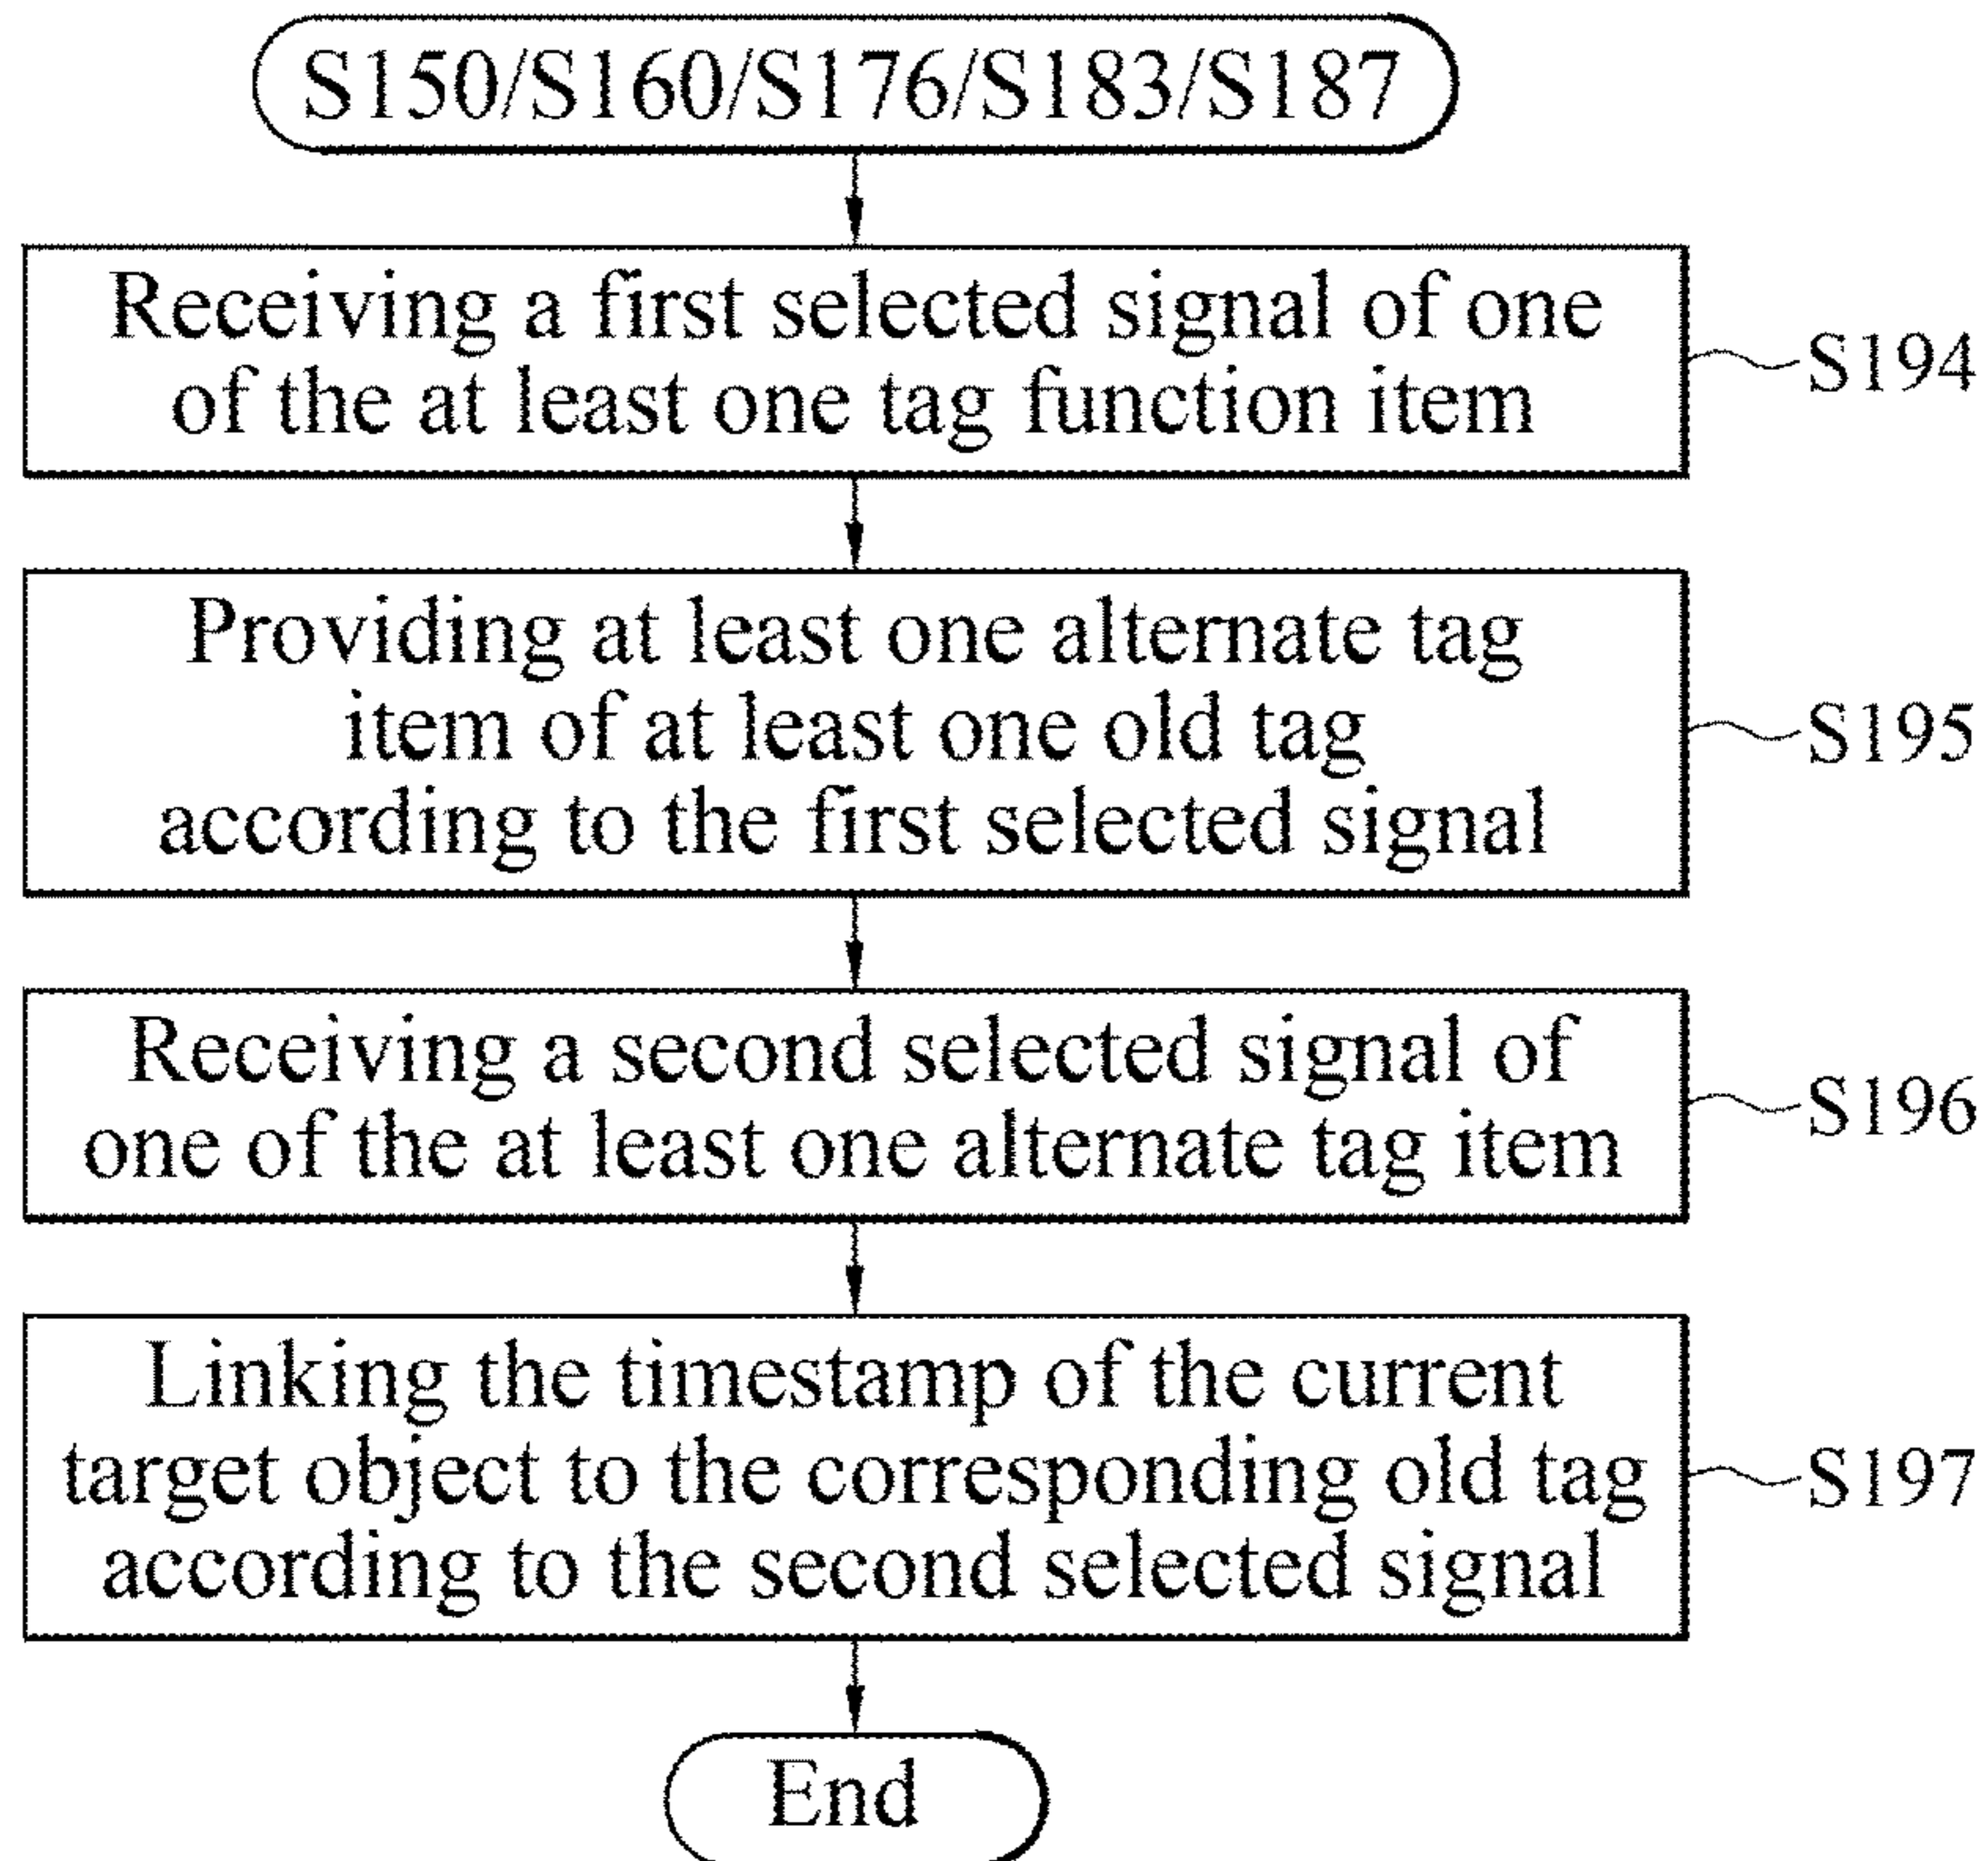 S150/S160/S176/S183/S187
Receiving a first selected signal of one
of the at least one tag function item
S194
Providing at least one alternate tag
item of at least one old tag
according to the first selected signal
S195
Receiving a second selected signal of
one of the at least one alternate tag item
S196
Linking the timestamp of the current
target object to the corresponding old tag
according to the second selected signal
S197
End